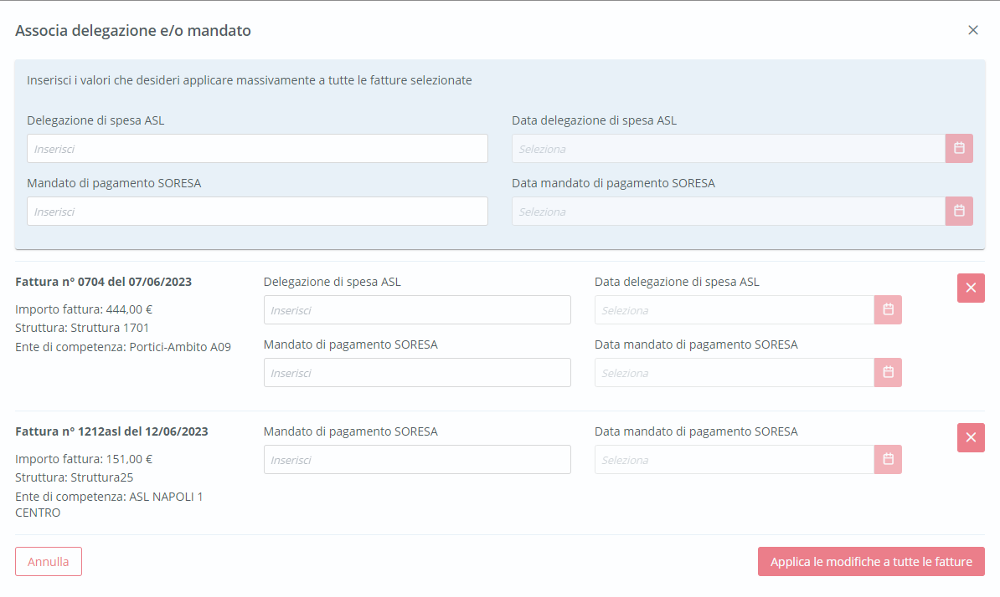 Associa delegazione e/o mandato
Inserisci i valori che desideri applicare massivamente a tutte le fatture selezionate
Delegazione di spesa ASL
Data delegazione di spesa ASL
Inserisci
Seleziona
Mandato di pagamento SORESA
Data mandato di pagamento SORESA
Inserisci
Seleziona
Fattura n° 0704 del 07/06/2023
Importo fattura: 444,00 €
Struttura: Struttura 1701
Ente di competenza: Portici-Ambito A09
Delegazione di spesa ASL
Data delegazione di spesa ASL
Inserisci
Seleziona
Mandato di pagamento SORESA
Data mandato di pagamento SORESA
Inserisci
Seleziona
Fattura n° 1212asl del 12/06/2023
Importo fattura: 151,00 €
Struttura: Struttura25
Ente di competenza: ASL NAPOLI 1
CENTRO
Mandato di pagamento SORESA
Data mandato di pagamento SORESA
Inserisci
Seleziona
Annulla
Applica le modifiche a tutte le fatture